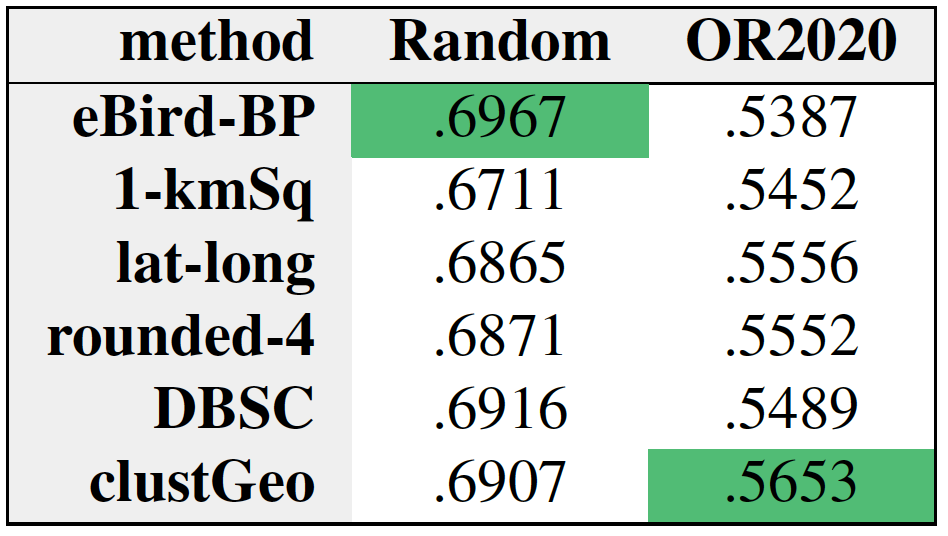 method Random OR2020
eBird-BP .6967 .5387
1-kmSq .6711 .5452
lat-long .6865 .5556
rounded-4 .6871 .5552
DBSC .6916 .5489
clustGeo .6907 .5653